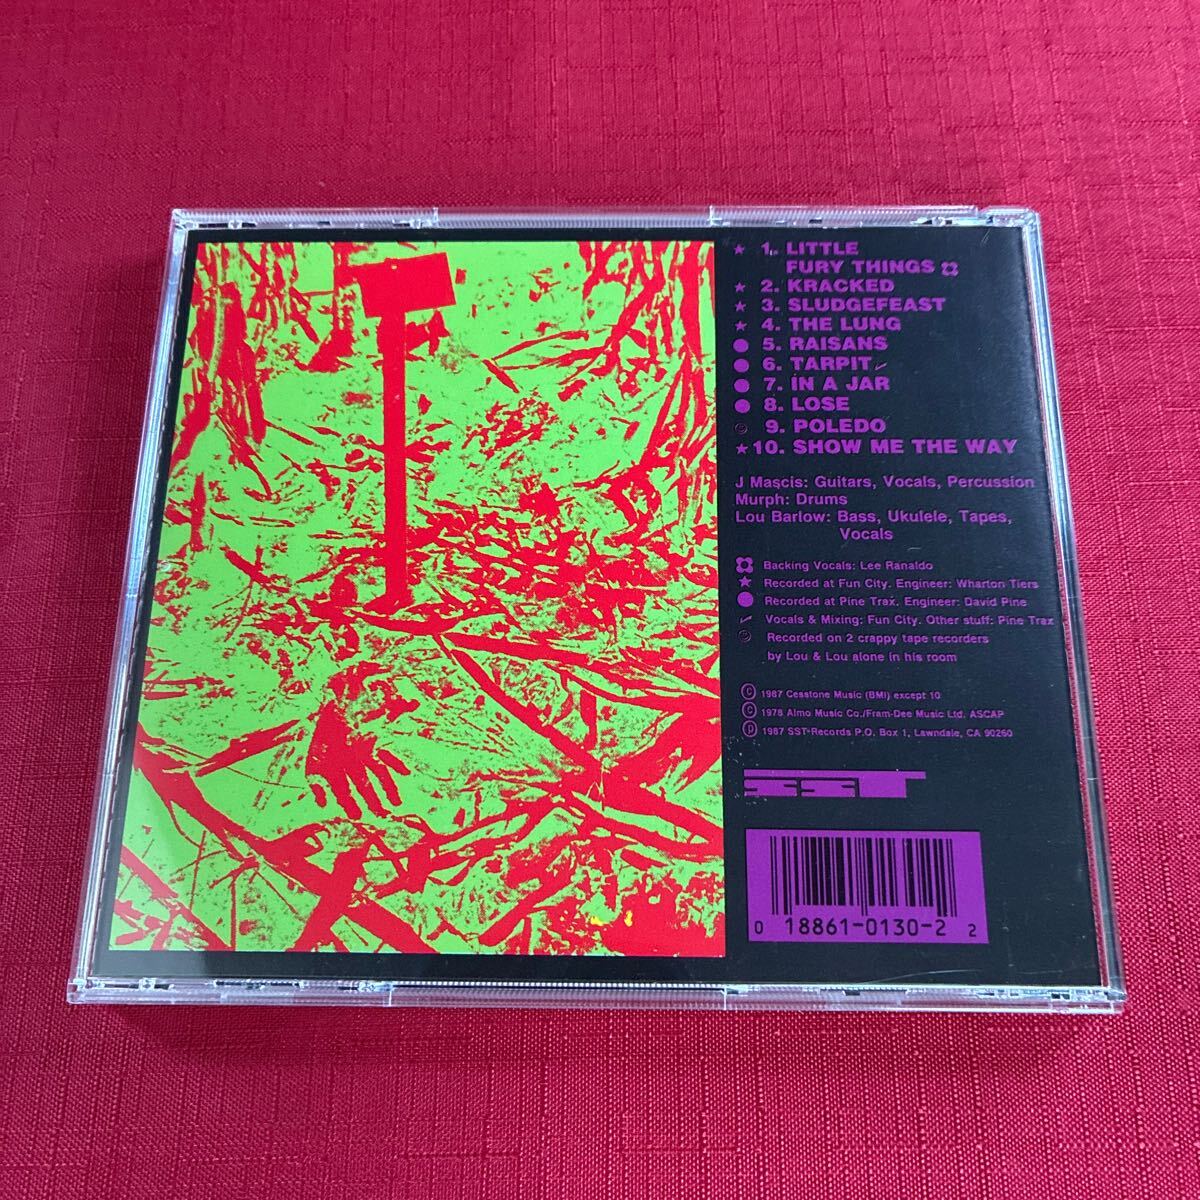 ★ 1. LITTLE
FURY THINGS
★ 2. KRACKED
★ 3. SLUDGEFEAST
★ 4. THE LUNG
● 5. RAISANS
● 6. TARPIT ✓
● 7. IN A JAR
● 8. LOSE
9. POLEDO
★ 10. SHOW ME THE WAY
J Mascis: Guitars, Vocals, Percussion
Murph: Drums
Lou Barlow: Bass, Ukulele, Tapes,
Vocals
Backing Vocals: Lee Ranaldo
★ Recorded at Fun City. Engineer: Wharton Tiers
● Recorded at Pine Trax. Engineer: David Pine
✓ Vocals & Mixing: Fun City. Other stuff: Pine Trax
Recorded on 2 crappy tape recorders
by Lou & Lou alone in his room
© 1987 Cesstone Music (BMI) except 10
© 1978 Almo Music Co./Fram-Dee Music Ltd. ASCAP
℗ 1987 SST Records P.O. Box 1, Lawndale, CA 90260
SST
0 18861-0130-2 2